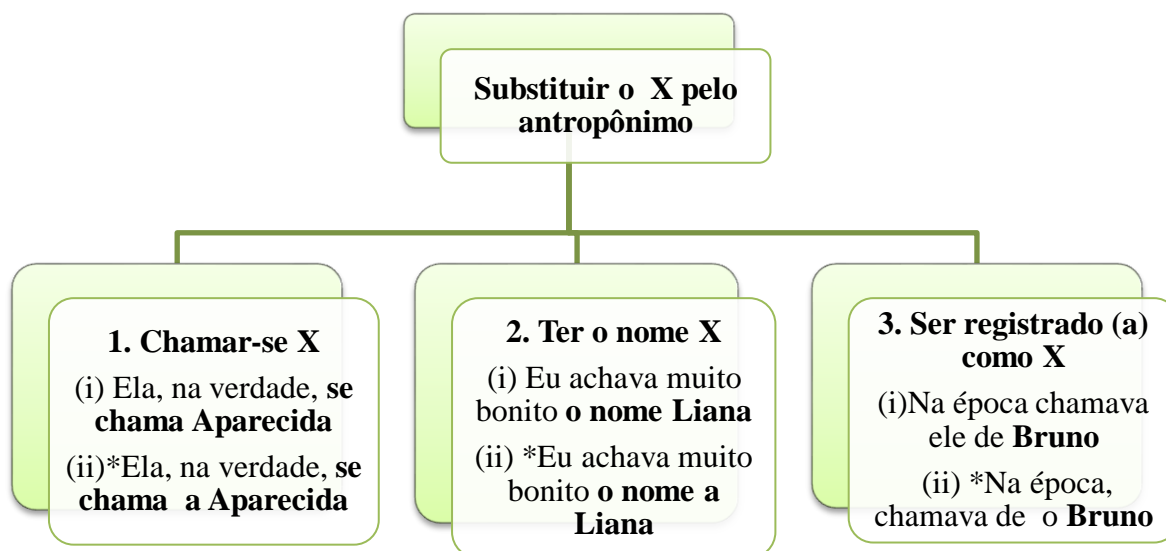 Substituir o X pelo
antropônimo
1. Chamar-se X
(i) Ela, na verdade, se
chama Aparecida
(ii)*Ela, na verdade, se
chama a Aparecida
2. Ter o nome X
(i) Eu achava muito
bonito o nome Liana
(ii) *Eu achava muito
bonito o nome a
Liana
3. Ser registrado (a)
como X
(i)Na época chamava
ele de Bruno
(ii) *Na época,
chamava de o Bruno